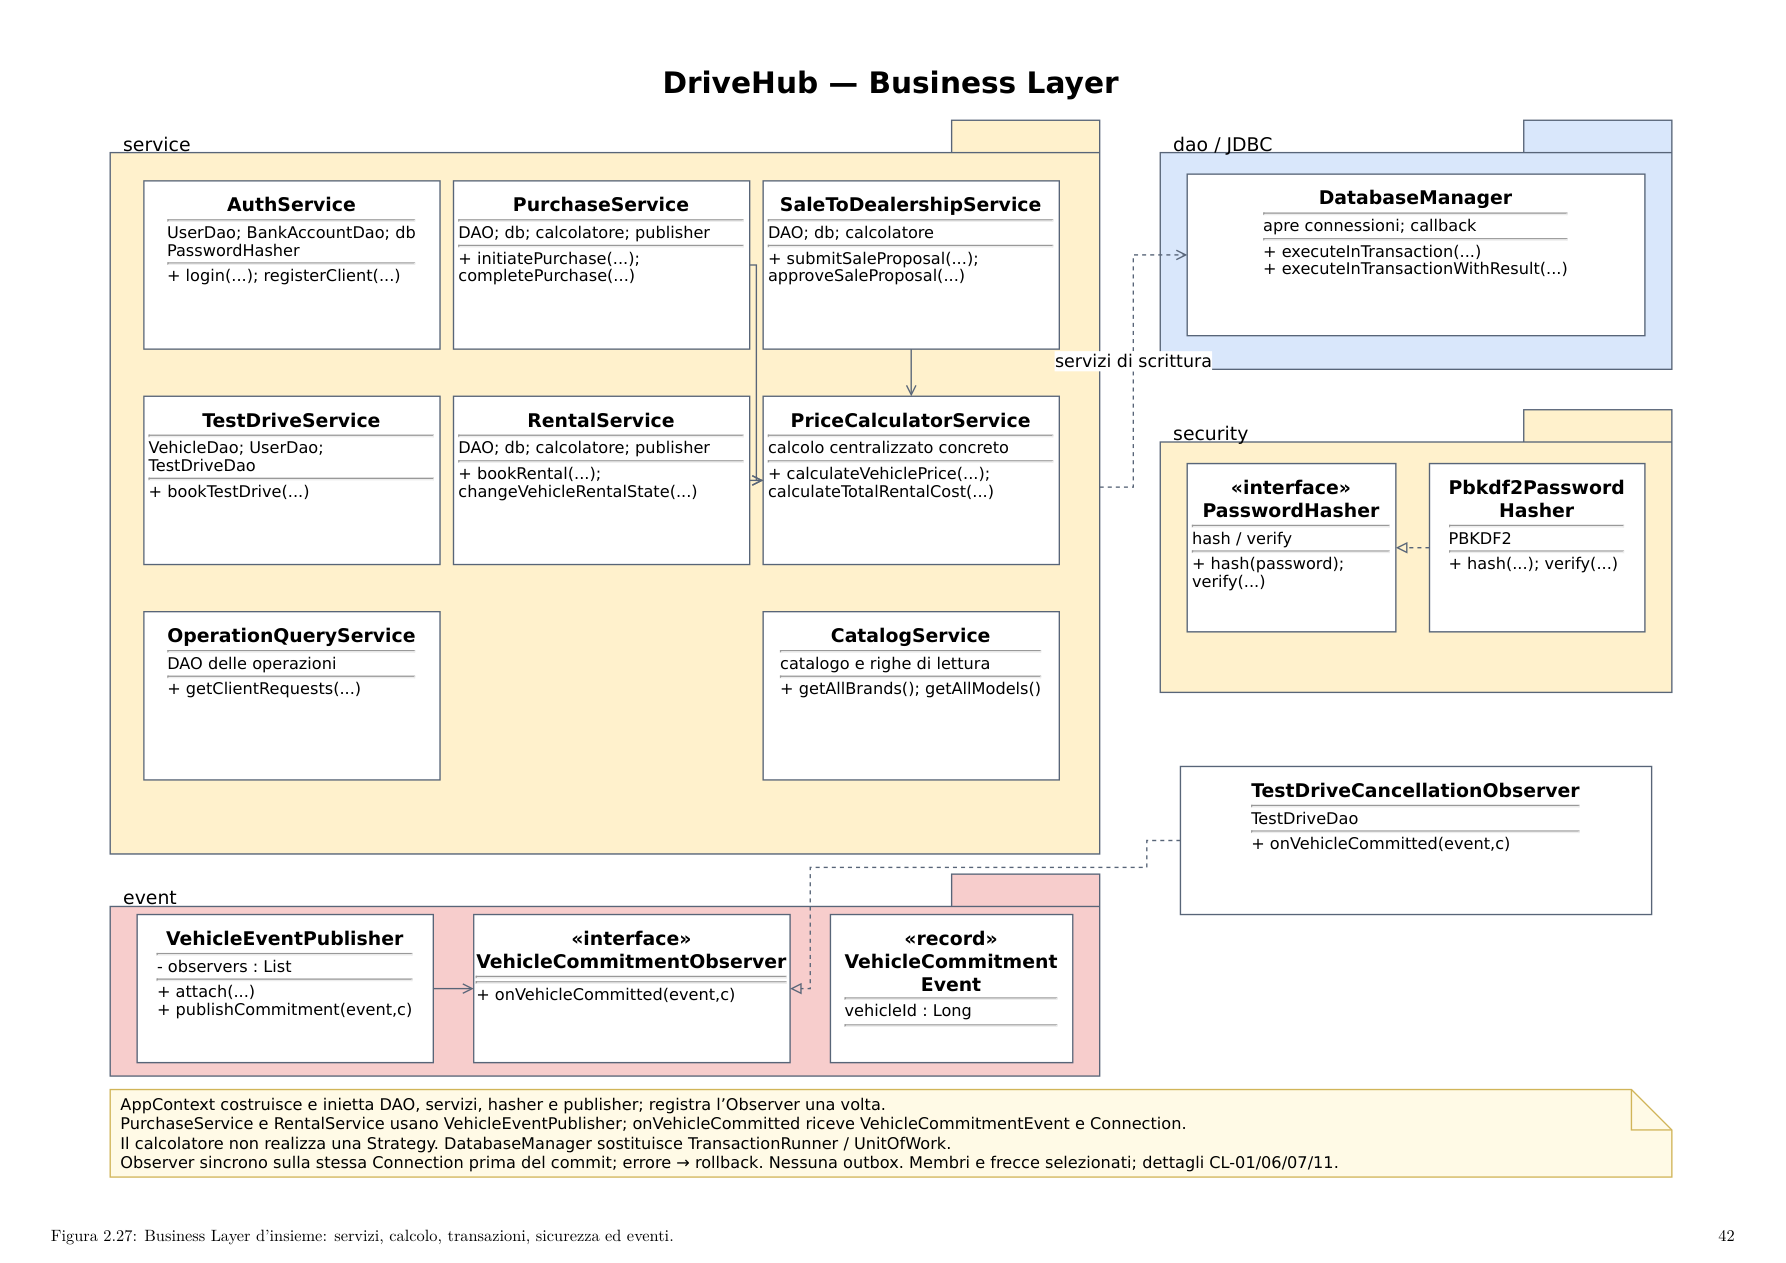 DriveHub — Business Layer
service
AuthService
UserDao; BankAccountDao; db
PasswordHasher
+ login(...); registerClient(...)
PurchaseService
DAO; db; calcolatore; publisher
+ initiatePurchase(...);
completePurchase(...)
SaleToDealershipService
DAO; db; calcolatore
+ submitSaleProposal(...);
approveSaleProposal(...)
TestDriveService
VehicleDao; UserDao;
TestDriveDao
+ bookTestDrive(...)
RentalService
DAO; db; calcolatore; publisher
+ bookRental(...);
changeVehicleRentalState(...)
PriceCalculatorService
calcolo centralizzato concreto
+ calculateVehiclePrice(...);
calculateTotalRentalCost(...)
OperationQueryService
DAO delle operazioni
+ getClientRequests(...)
CatalogService
catalogo e righe di lettura
+ getAllBrands(); getAllModels()
dao / JDBC
DatabaseManager
apre connessioni; callback
+ executeInTransaction(...)
+ executeInTransactionWithResult(...)
servizi di scrittura
security
«interface»
PasswordHasher
hash / verify
+ hash(password);
verify(...)
Pbkdf2Password
Hasher
PBKDF2
+ hash(...); verify(...)
TestDriveCancellationObserver
TestDriveDao
+ onVehicleCommitted(event,c)
event
VehicleEventPublisher
- observers : List
+ attach(...)
+ publishCommitment(event,c)
«interface»
VehicleCommitmentObserver
+ onVehicleCommitted(event,c)
«record»
VehicleCommitment
Event
vehicleId : Long
AppContext costruisce e inietta DAO, servizi, hasher e publisher; registra l’Observer una volta.
PurchaseService e RentalService usano VehicleEventPublisher; onVehicleCommitted riceve VehicleCommitmentEvent e Connection.
Il calcolatore non realizza una Strategy. DatabaseManager sostituisce TransactionRunner / UnitOfWork.
Observer sincrono sulla stessa Connection prima del commit; errore → rollback. Nessuna outbox. Membri e frecce selezionati; dettagli CL-01/06/07/11.
Figura 2.27: Business Layer d’insieme: servizi, calcolo, transazioni, sicurezza ed eventi.
42